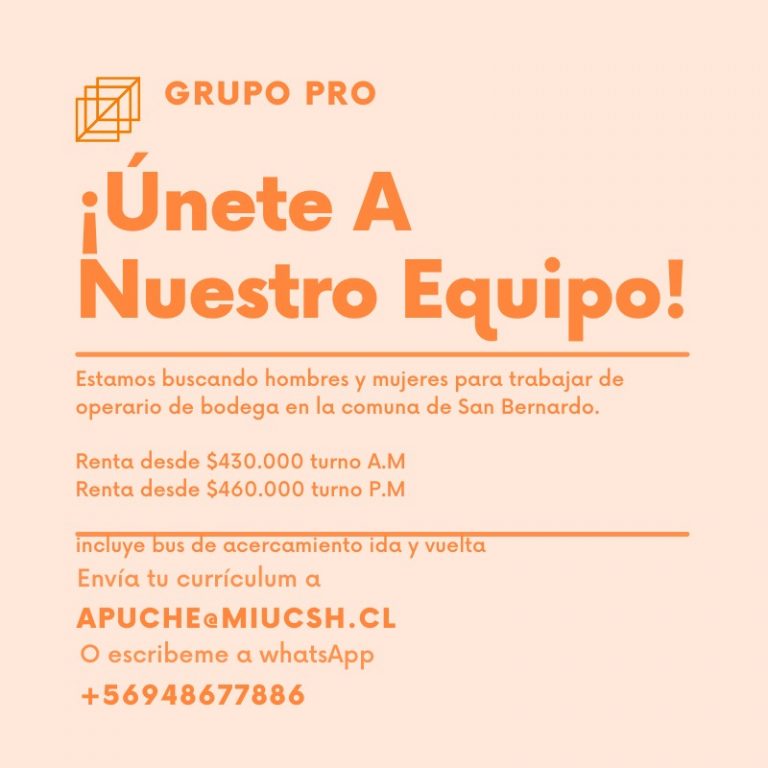 GRUPO PRO
¡Únete A
Nuestro Equipo!
Estamos buscando hombres y mujeres para trabajar de
operario de bodega en la comuna de San Bernardo.
Renta desde $430.000 turno A.M
Renta desde $460.000 turno P.M
incluye bus de acercamiento ida y vuelta
Envía tu currículum a
APUCHE@MIUCSH.CL
O escribeme a whatsApp
+56948677886